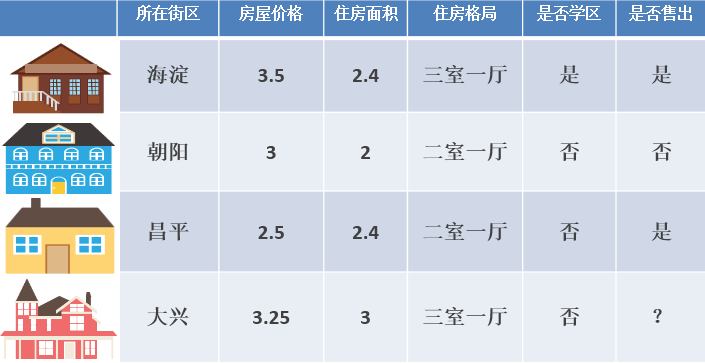 所在街区 房屋价格 住房面积 住房格局 是否学区 是否售出
海淀 3.5 2.4 三室一厅 是 是
朝阳 3 2 二室一厅 否 否
昌平 2.5 2.4 二室一厅 否 是
大兴 3.25 3 三室一厅 否 ？